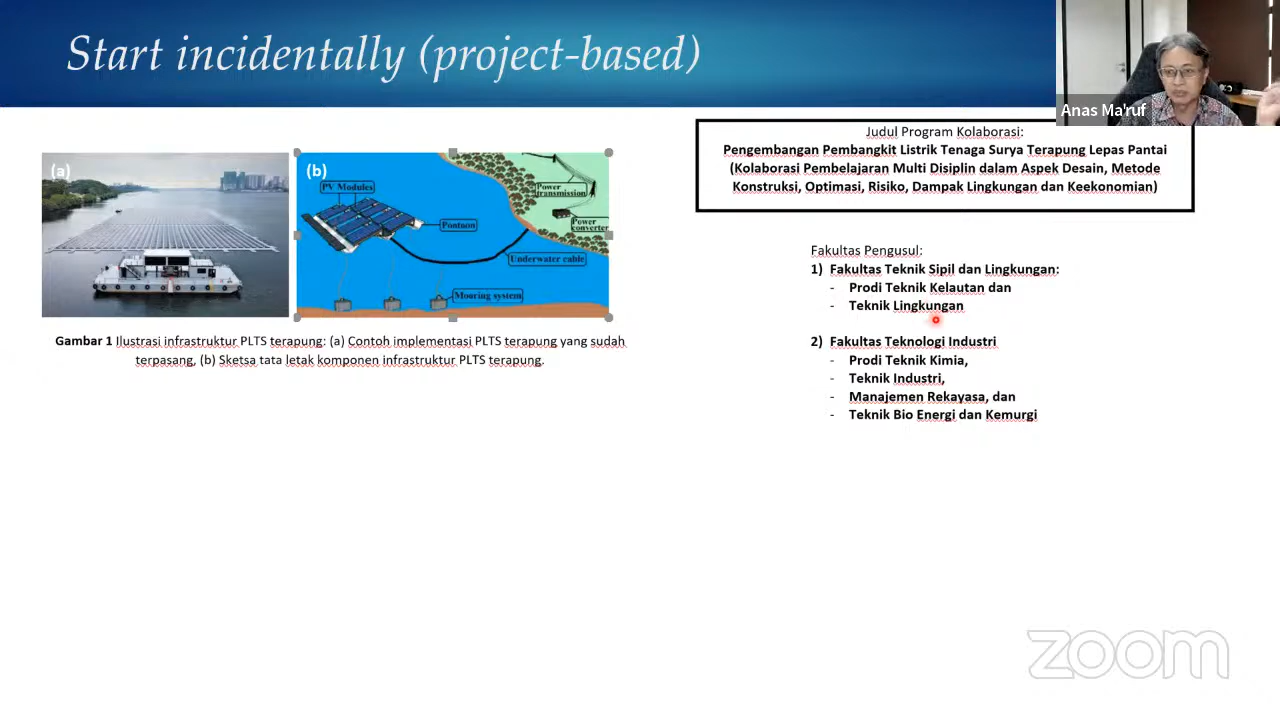 Start incidentally (project-based)
Anas Ma'ruf
(a)
(b)
PV Modules
Pontoon
Power
transmission
Power
converter
Underwater cable
Mooring system
Gambar 1 Ilustrasi infrastruktur PLTS terapung: (a) Contoh implementasi PLTS terapung yang sudah
terpasang, (b) Sketsa tata letak komponen infrastruktur PLTS terapung.
Judul Program Kolaborasi:
Pengembangan Pembangkit Listrik Tenaga Surya Terapung Lepas Pantai
(Kolaborasi Pembelajaran Multi Disiplin dalam Aspek Desain, Metode
Konstruksi, Optimasi, Risiko, Dampak Lingkungan dan Keekonomian)
Fakultas Pengusul:
1) Fakultas Teknik Sipil dan Lingkungan:
- Prodi Teknik Kelautan dan
- Teknik Lingkungan
2) Fakultas Teknologi Industri
- Prodi Teknik Kimia,
- Teknik Industri,
- Manajemen Rekayasa, dan
- Teknik Bio Energi dan Kemurgi
zoom